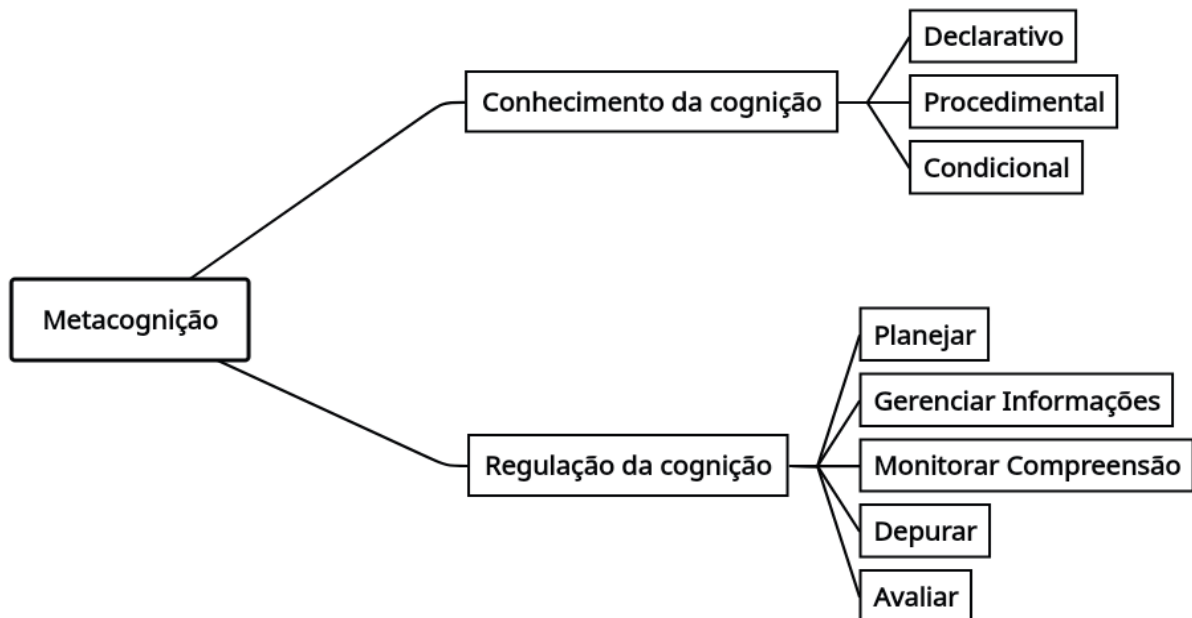 Metacognição
Conhecimento da cognição
Declarativo
Procedimental
Condicional
Regulação da cognição
Planejar
Gerenciar Informações
Monitorar Compreensão
Depurar
Avaliar